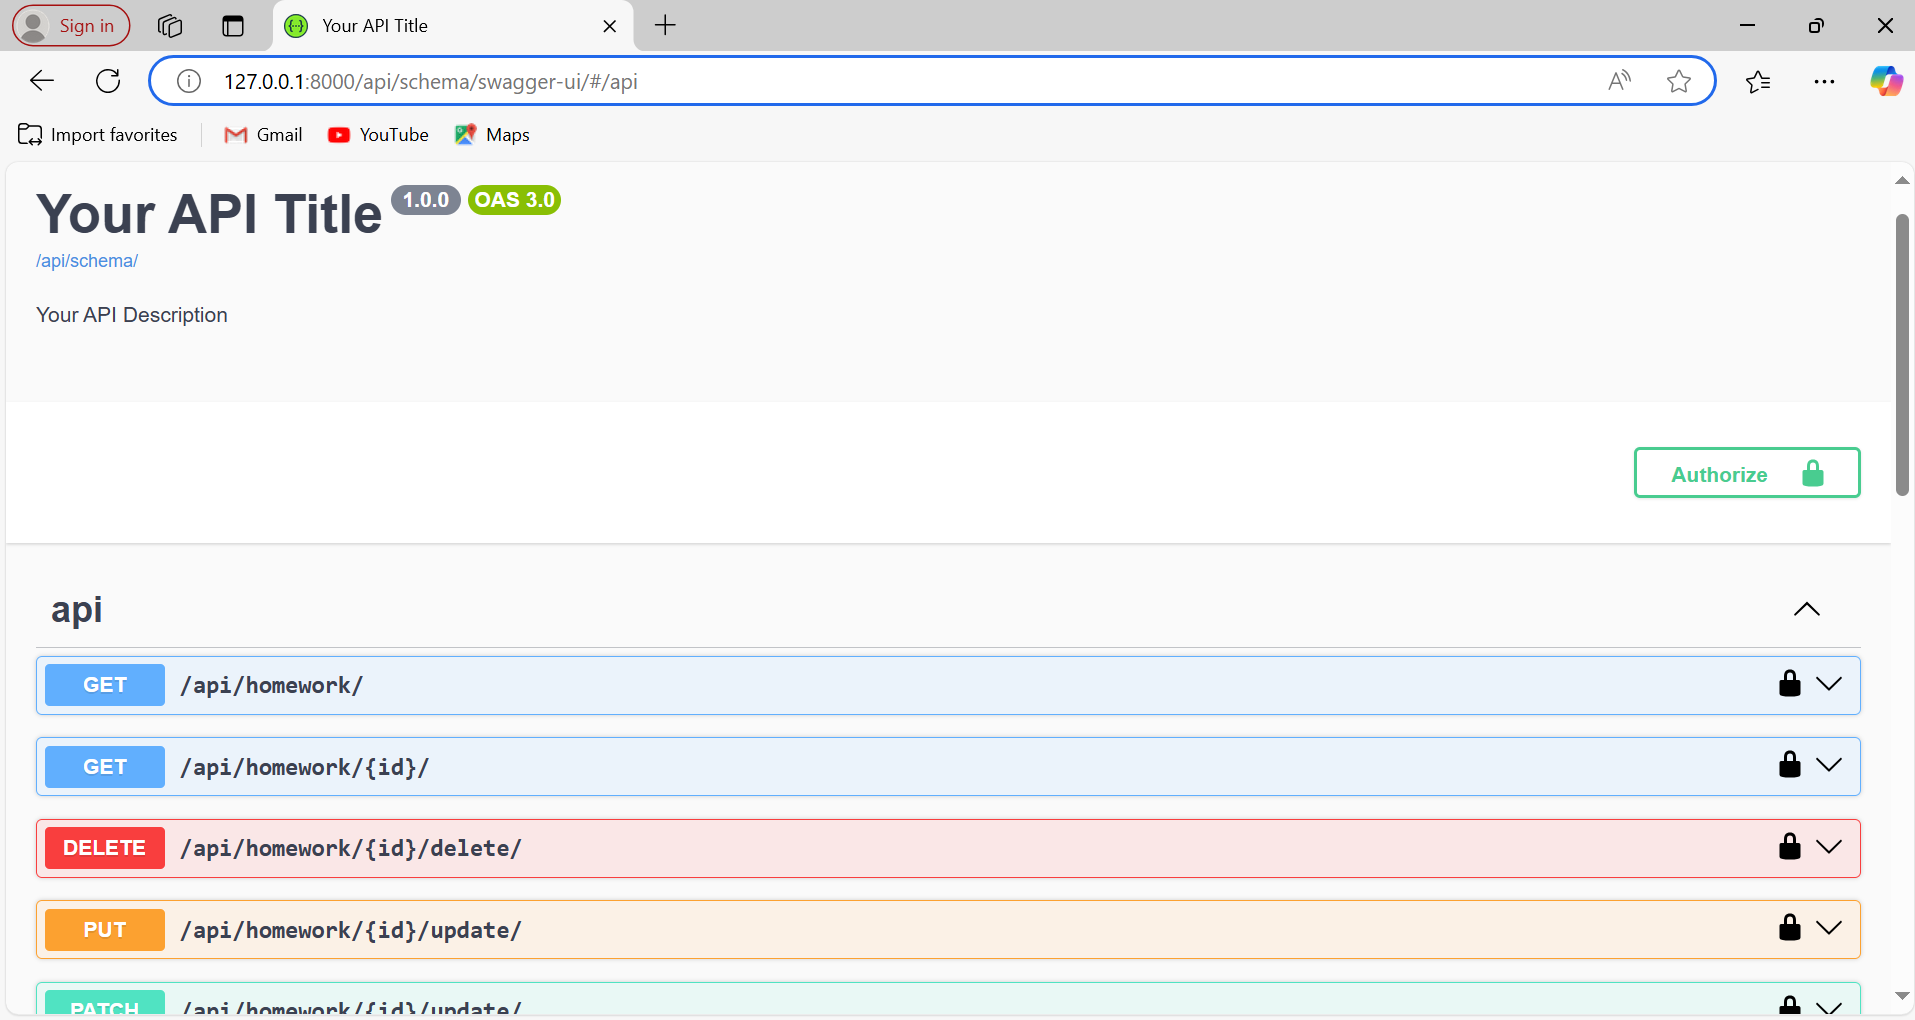 Sign in
Your API Title
127.0.0.1:8000/api/schema/swagger-ui/#/api
Import favorites
Gmail
YouTube
Maps
Your API Title 1.0.0 OAS 3.0
/api/schema/
Your API Description
Authorize
api
GET /api/homework/
GET /api/homework/{id}/
DELETE /api/homework/{id}/delete/
PUT /api/homework/{id}/update/
PATCH /api/homework/{id}/update/